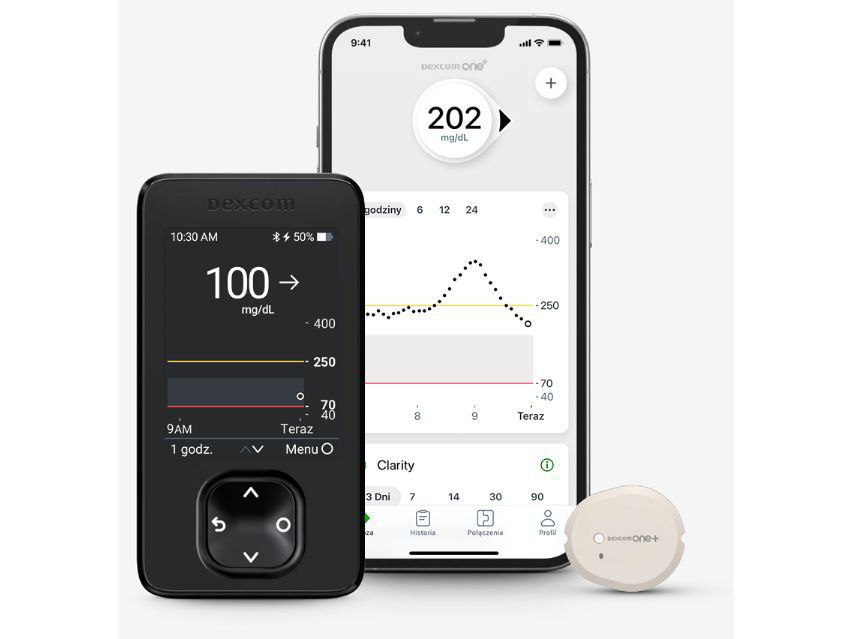 9:41
Dexcom ONE+
+
202
mg/dL
godziny 6 12 24 ...
400
250
70
40
8 9 Teraz
Clarity
3 Dni 7 14 30 90
Historia Połączenia Profil
Dexcom
10:30 AM 50%
100 →
mg/dL
400
250
70
40
9AM Teraz
1 godz. Menu
Dexcom ONE+